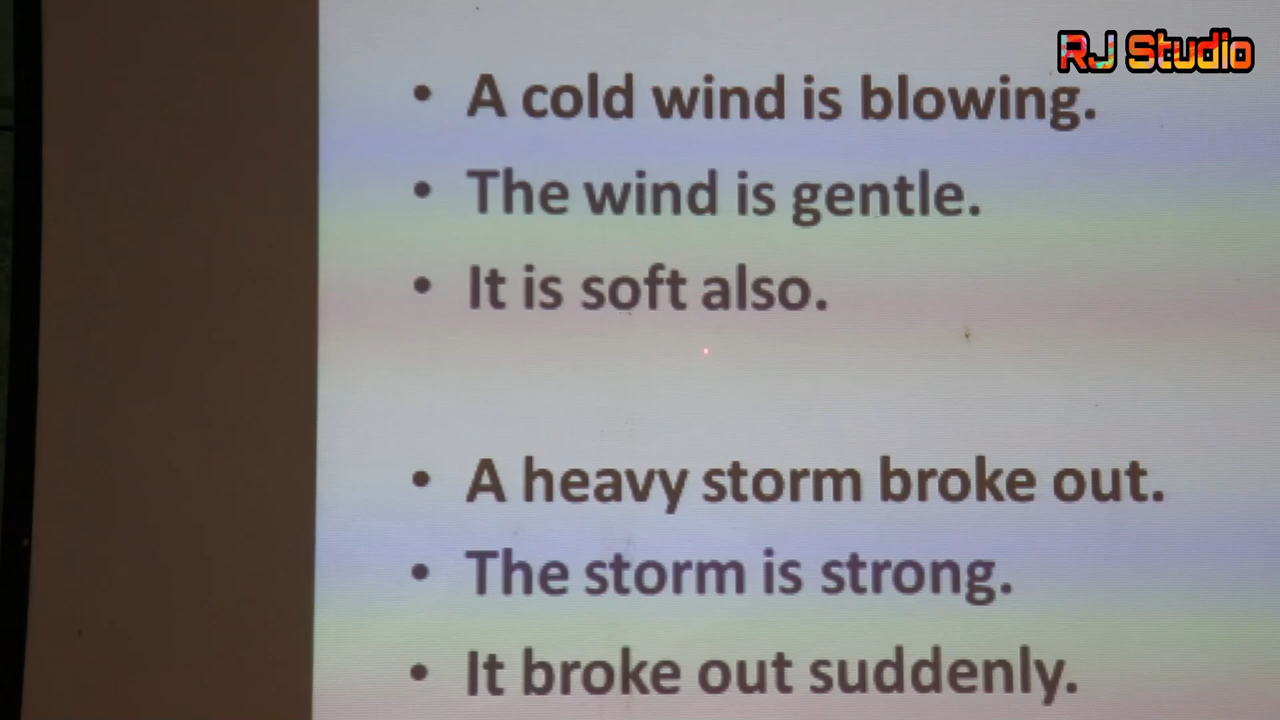 RJ Studio
• A cold wind is blowing.
• The wind is gentle.
• It is soft also.
• A heavy storm broke out.
• The storm is strong.
• It broke out suddenly.